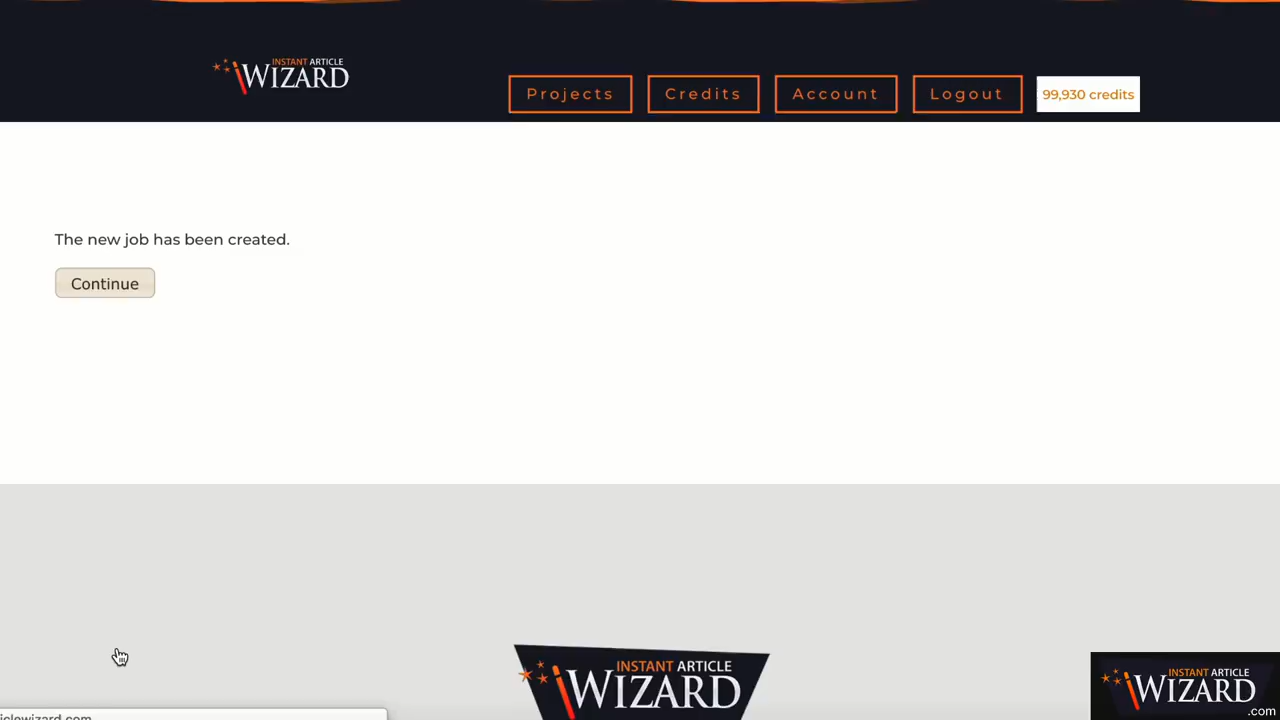 INSTANT ARTICLE
WIZARD
Projects
Credits
Account
Logout
99,930 credits
The new job has been created.
Continue
INSTANT ARTICLE
WIZARD
INSTANT ARTICLE
WIZARD
.com